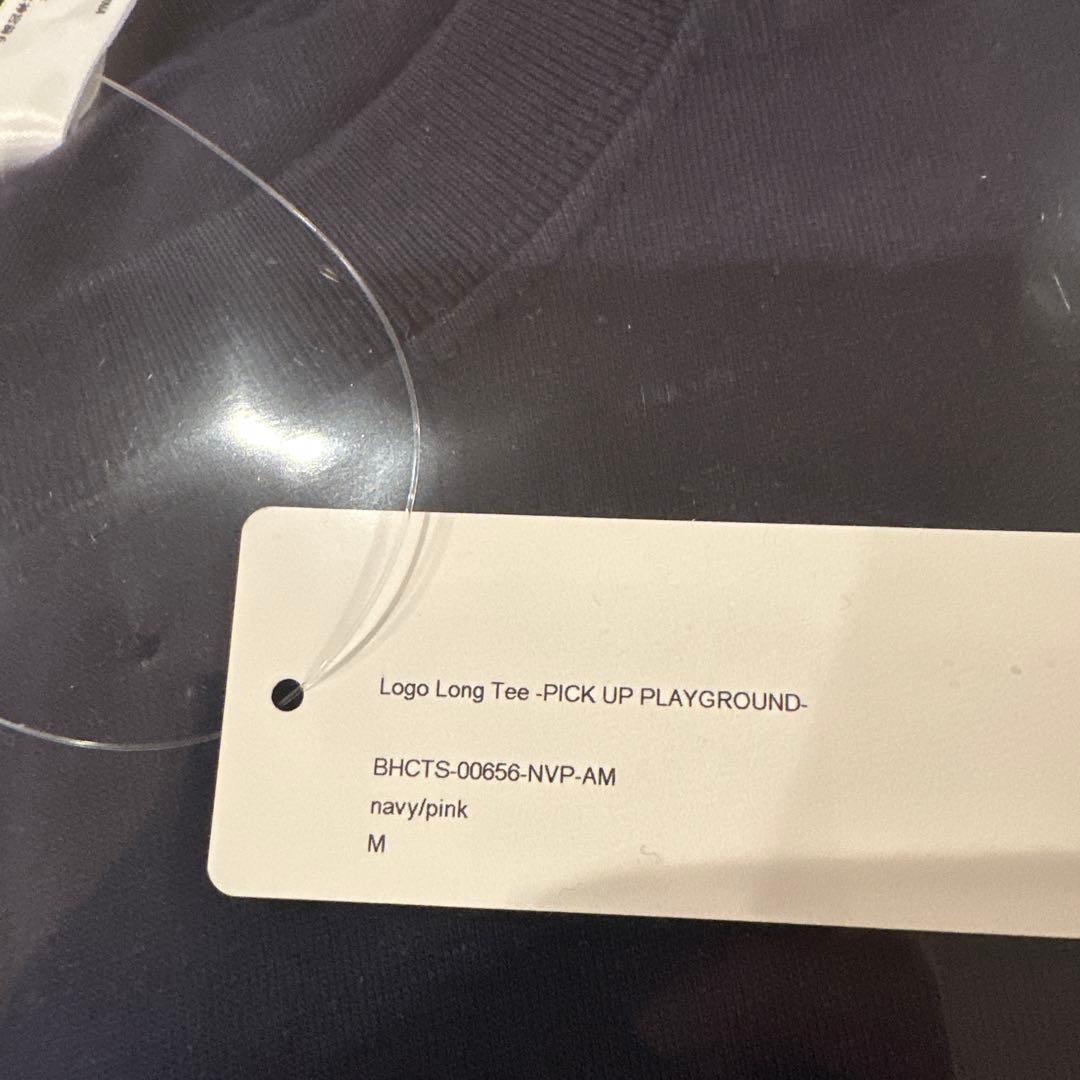 Logo Long Tee -PICK UP PLAYGROUND-
BHCTS-00656-NVP-AM
navy/pink
M